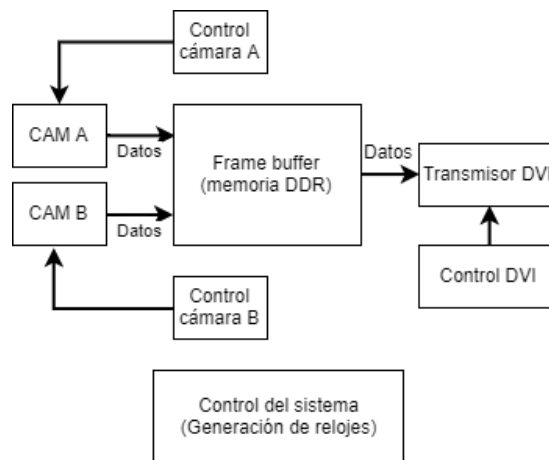 Control
cámara A
CAM A
Datos
Frame buffer
(memoria DDR)
Datos
Transmisor DVI
CAM B
Datos
Control DVI
Control
cámara B
Control del sistema
(Generación de relojes)